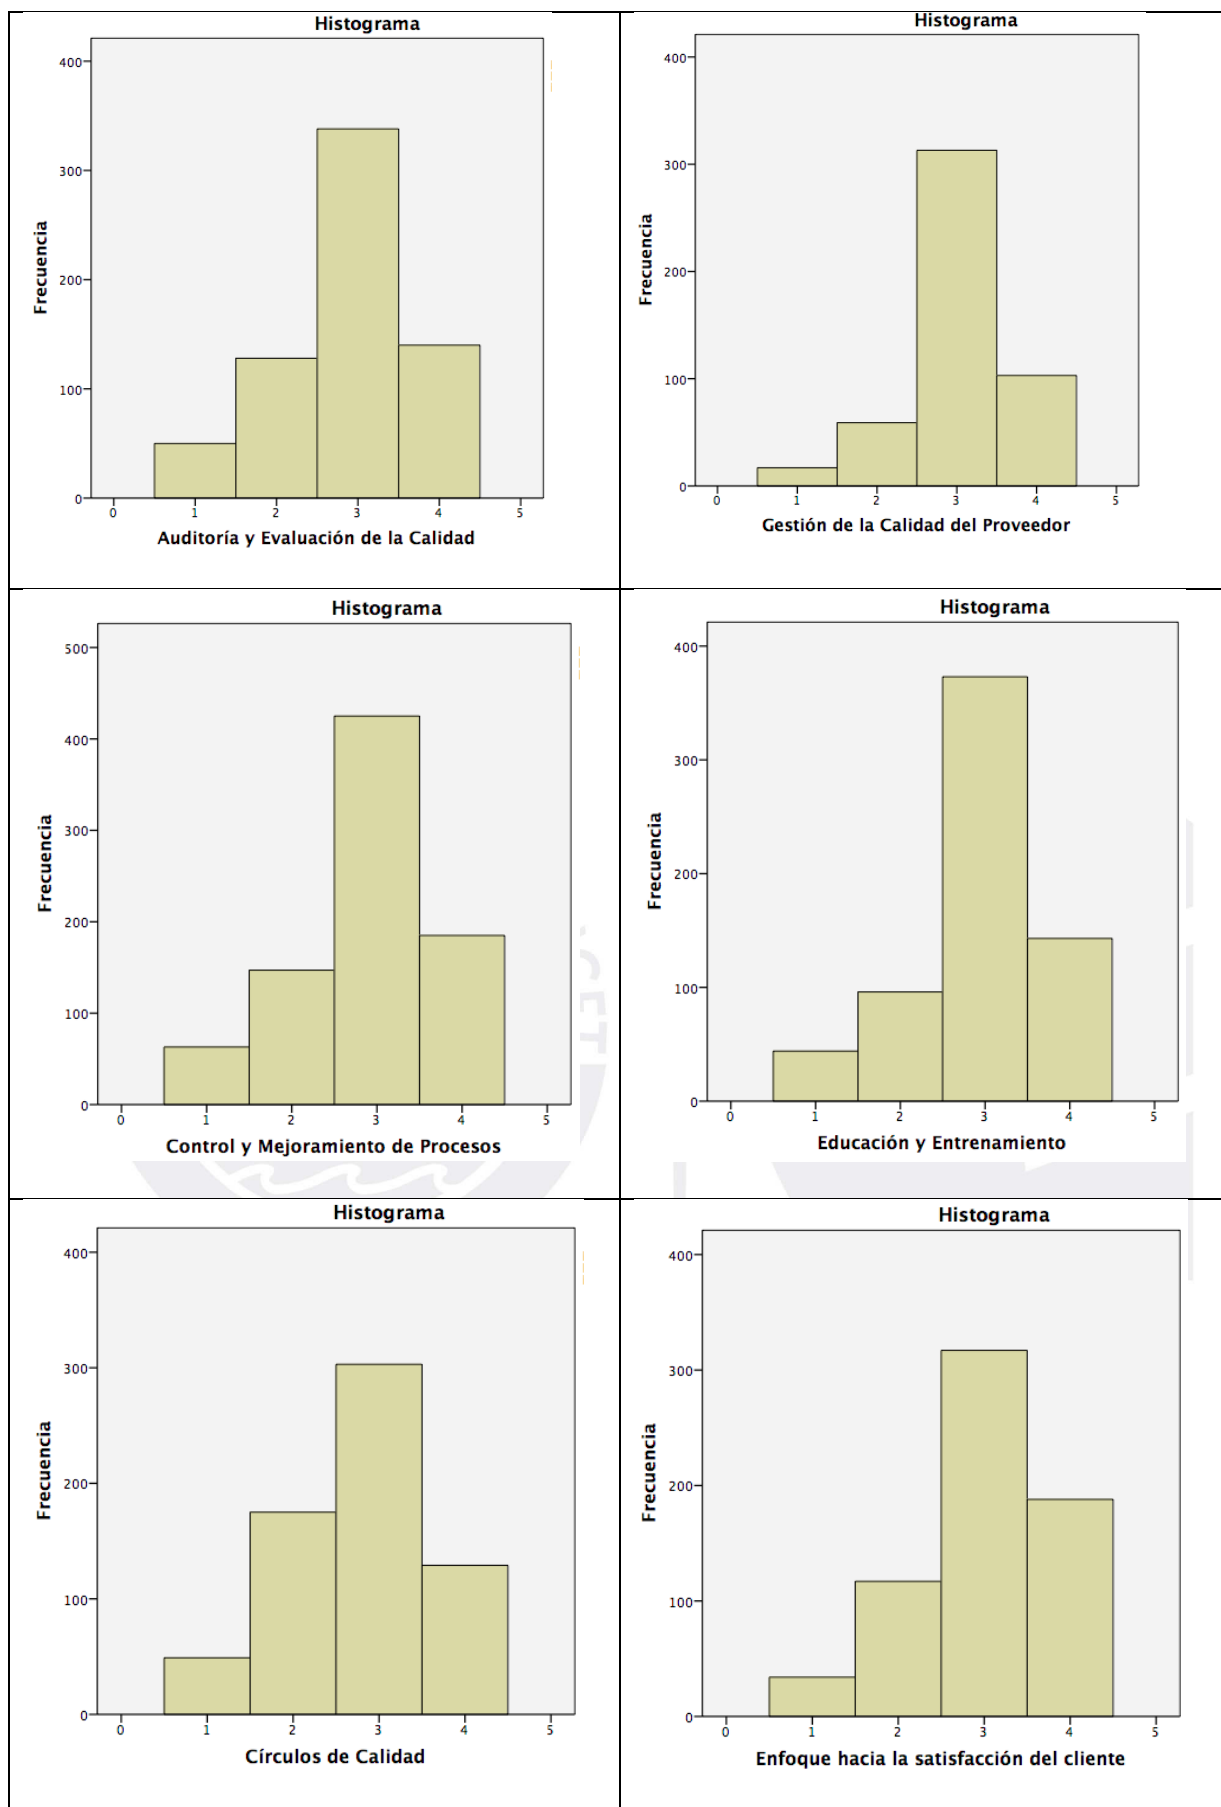 Histograma
400
300
200
100
0
Frecuencia
0 1 2 3 4 5
Auditoría y Evaluación de la Calidad
Histograma
400
300
200
100
0
Frecuencia
0 1 2 3 4 5
Gestión de la Calidad del Proveedor
Histograma
500
400
300
200
100
0
Frecuencia
0 1 2 3 4 5
Control y Mejoramiento de Procesos
Histograma
400
300
200
100
0
Frecuencia
0 1 2 3 4 5
Educación y Entrenamiento
Histograma
400
300
200
100
0
Frecuencia
0 1 2 3 4 5
Círculos de Calidad
Histograma
400
300
200
100
0
Frecuencia
0 1 2 3 4 5
Enfoque hacia la satisfacción del cliente